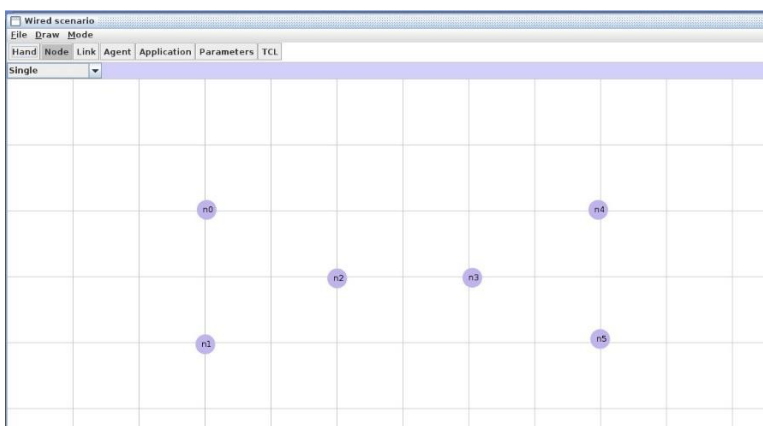 Wired scenario
File Draw Mode
Hand Node Link Agent Application Parameters TCL
Single
n0
n4
n2
n3
n1
n5